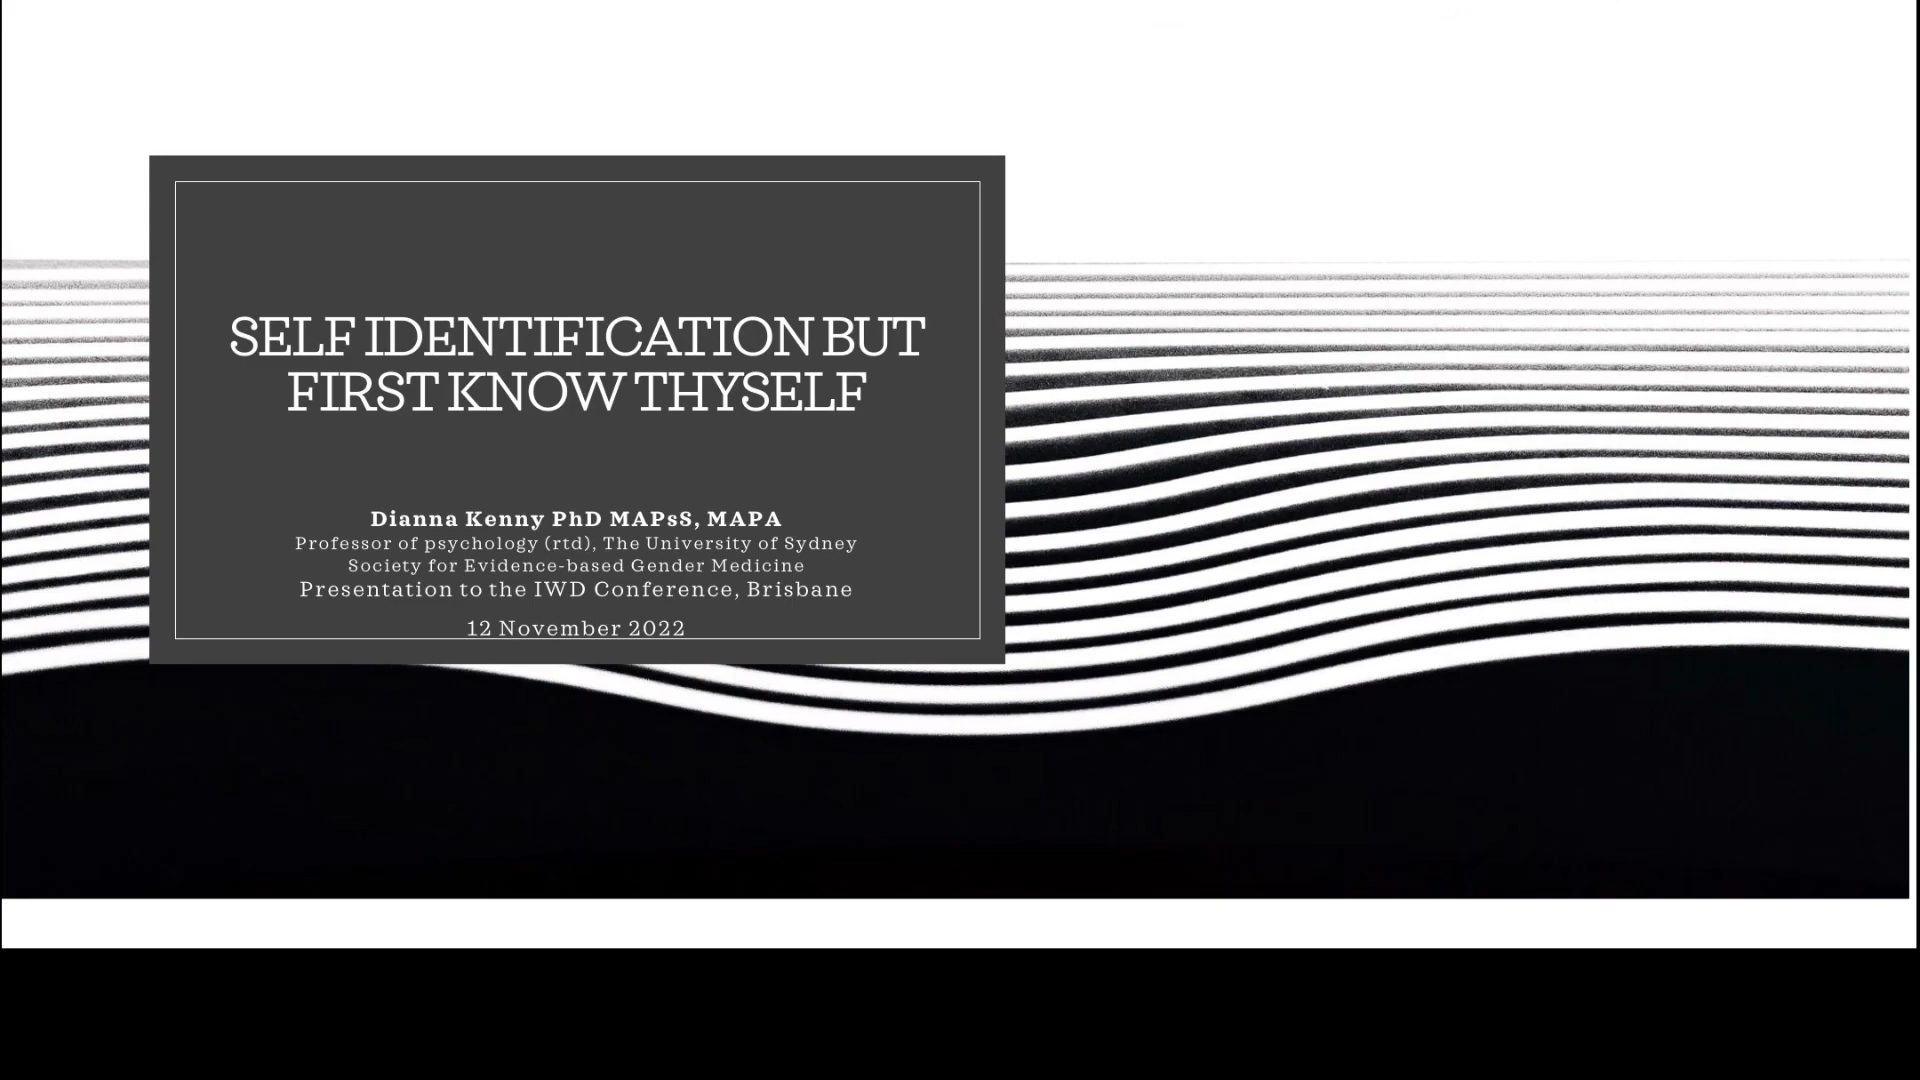 SELF IDENTIFICATION BUT
FIRST KNOW THYSELF
Dianna Kenny PhD MAPsS, MAPA
Professor of psychology (rtd), The University of Sydney
Society for Evidence-based Gender Medicine
Presentation to the IWD Conference, Brisbane
12 November 2022